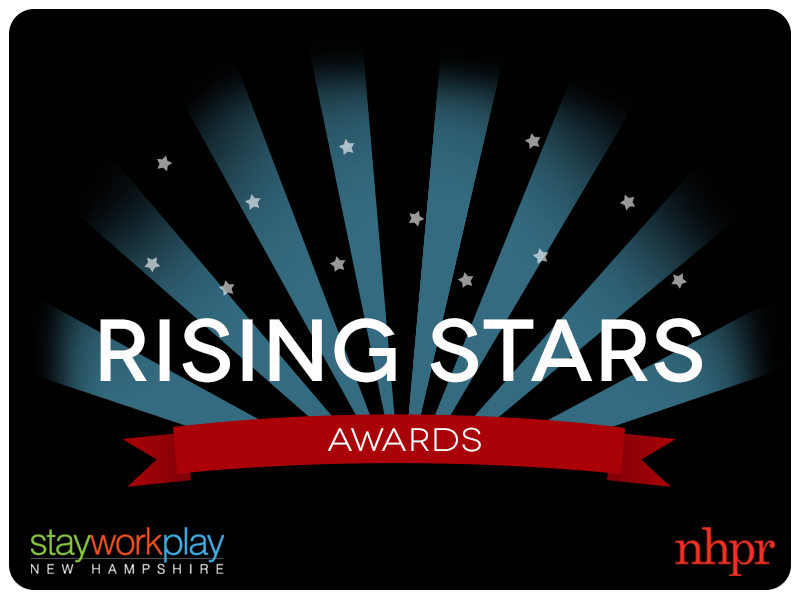 RISING STARS
AWARDS
stayworkplay
NEW HAMPSHIRE
nhpr